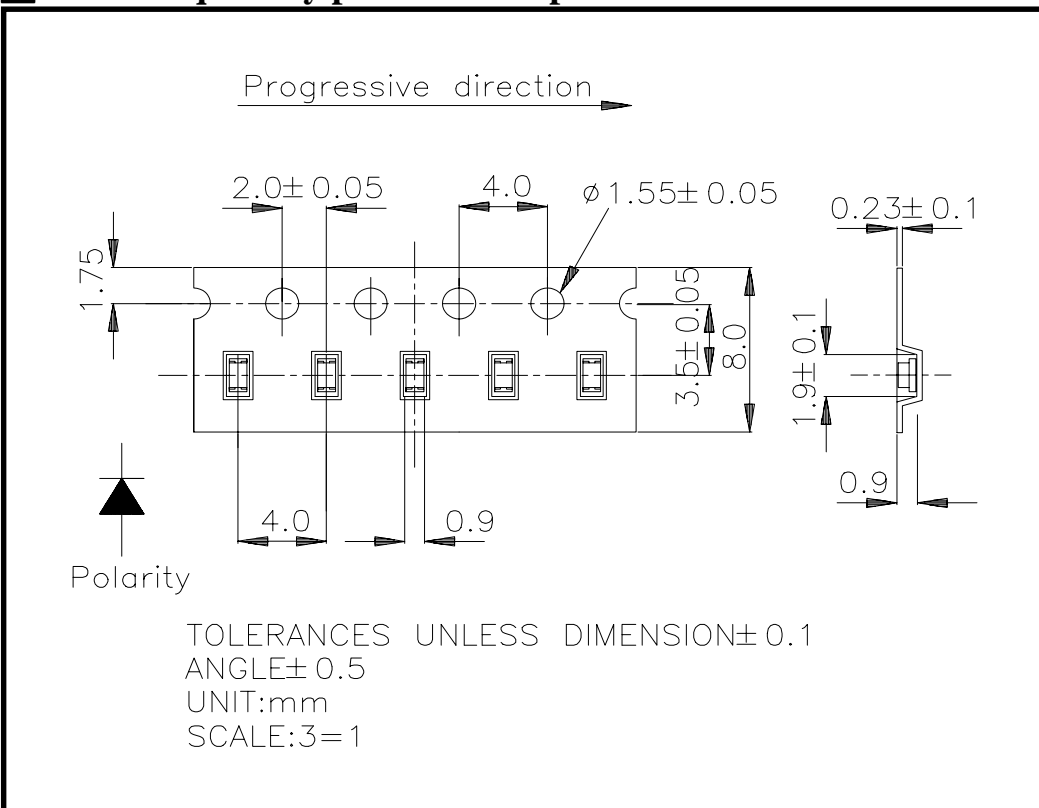 Progressive direction
2.0± 0.05
4.0
ϕ1.55± 0.05
0.23± 0.1
1.75
3.5± 0.05
8.0
1.9± 0.1
0.9
4.0
0.9
Polarity
TOLERANCES UNLESS DIMENSION± 0.1
ANGLE± 0.5
UNIT:mm
SCALE:3=1